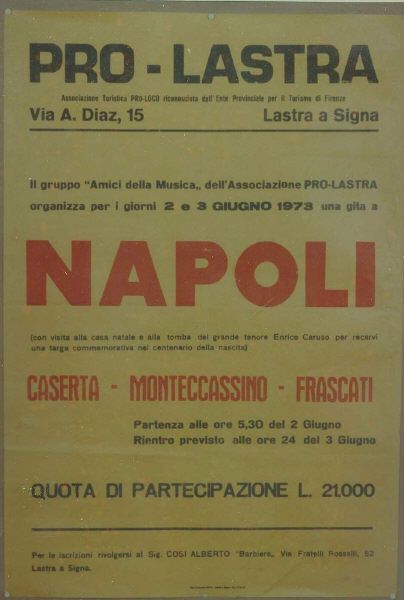 PRO - LASTRA
Associazione Turistica PRO-LOCO riconosciuta dall'Ente Provinciale per il Turismo di Firenze
Via A. Diaz, 15 Lastra a Signa
Il gruppo "Amici della Musica„ dell'Associazione PRO-LASTRA
organizza per i giorni 2 e 3 GIUGNO 1973 una gita a
NAPOLI
(con visita alla casa natale e alla tomba del grande tenore Enrico Caruso per recarvi
una targa commemorativa nel centenario della nascita)
CASERTA - MONTECCASSINO - FRASCATI
Partenza alle ore 5,30 del 2 Giugno
Rientro previsto alle ore 24 del 3 Giugno
QUOTA DI PARTECIPAZIONE L. 21.000
Per le iscrizioni rivolgersi al Sig. COSI ALBERTO "Barbiere„ Via Fratelli Rosselli, 52
Lastra a Signa.